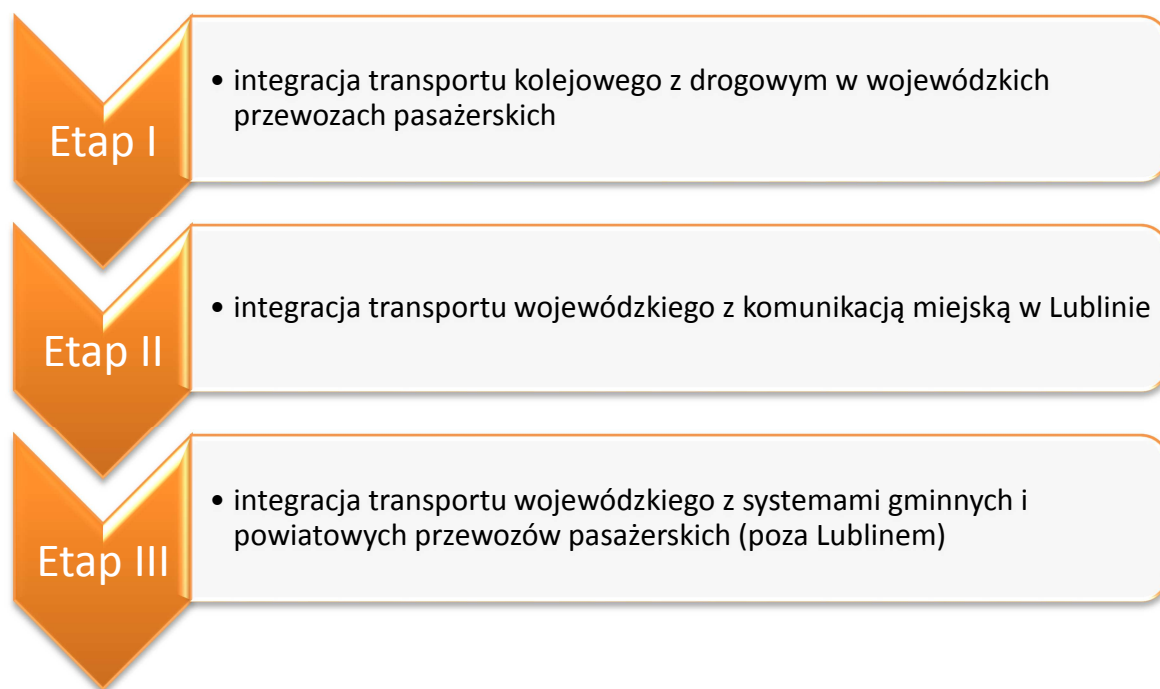 Etap I
• integracja transportu kolejowego z drogowym w wojewódzkich
przewozach pasażerskich
Etap II
• integracja transportu wojewódzkiego z komunikacją miejską w Lublinie
Etap III
• integracja transportu wojewódzkiego z systemami gminnych i
powiatowych przewozów pasażerskich (poza Lublinem)